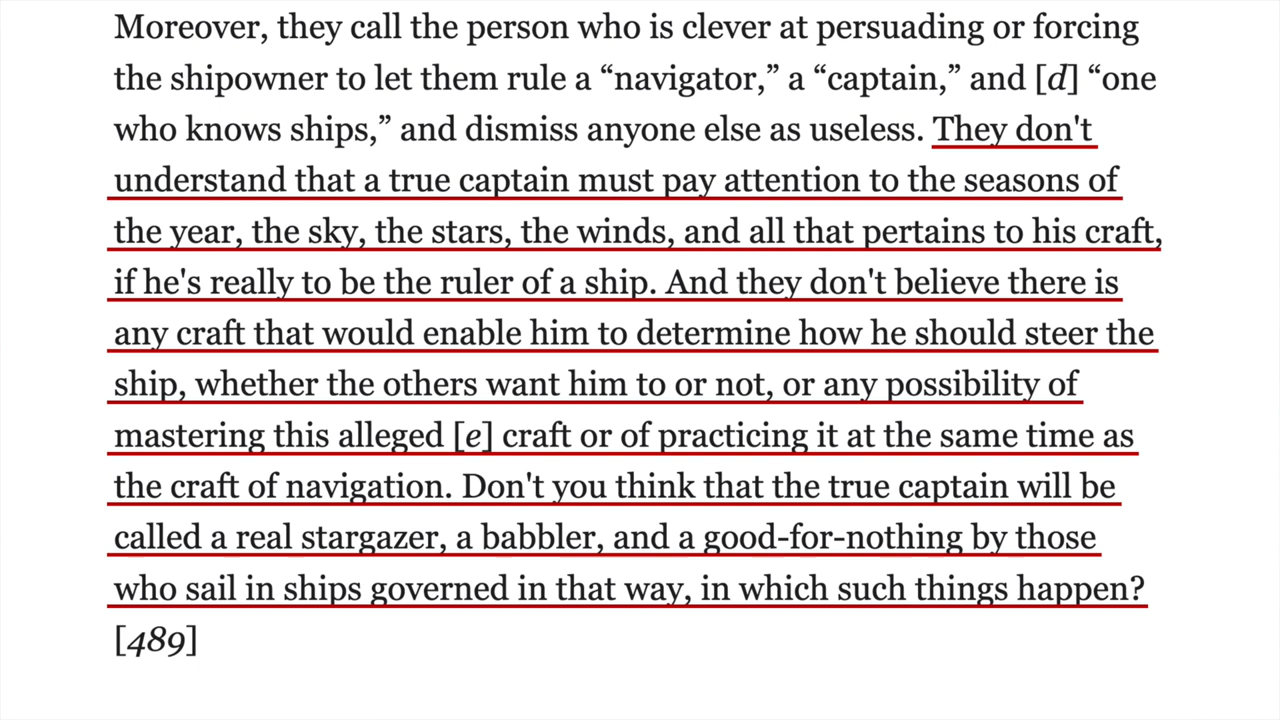 Moreover, they call the person who is clever at persuading or forcing
the shipowner to let them rule a “navigator,” a “captain,” and [d] “one
who knows ships,” and dismiss anyone else as useless. They don't
understand that a true captain must pay attention to the seasons of
the year, the sky, the stars, the winds, and all that pertains to his craft,
if he's really to be the ruler of a ship. And they don't believe there is
any craft that would enable him to determine how he should steer the
ship, whether the others want him to or not, or any possibility of
mastering this alleged [e] craft or of practicing it at the same time as
the craft of navigation. Don't you think that the true captain will be
called a real stargazer, a babbler, and a good-for-nothing by those
who sail in ships governed in that way, in which such things happen?
[489]